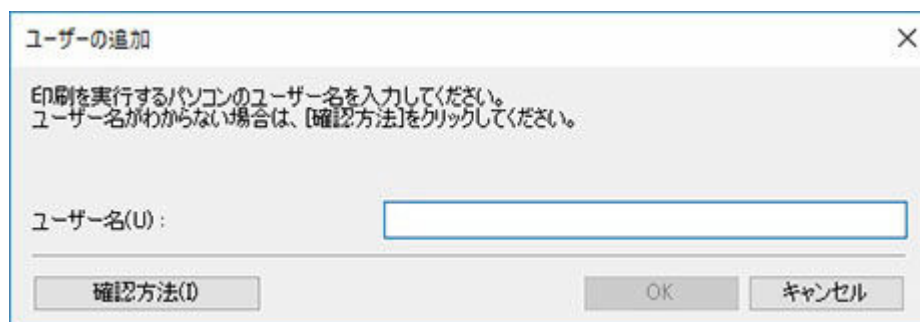 ユーザーの追加
印刷を実行するパソコンのユーザー名を入力してください。
ユーザー名がわからない場合は、[確認方法]をクリックしてください。
ユーザー名(U) :
確認方法(I)
OK
キャンセル